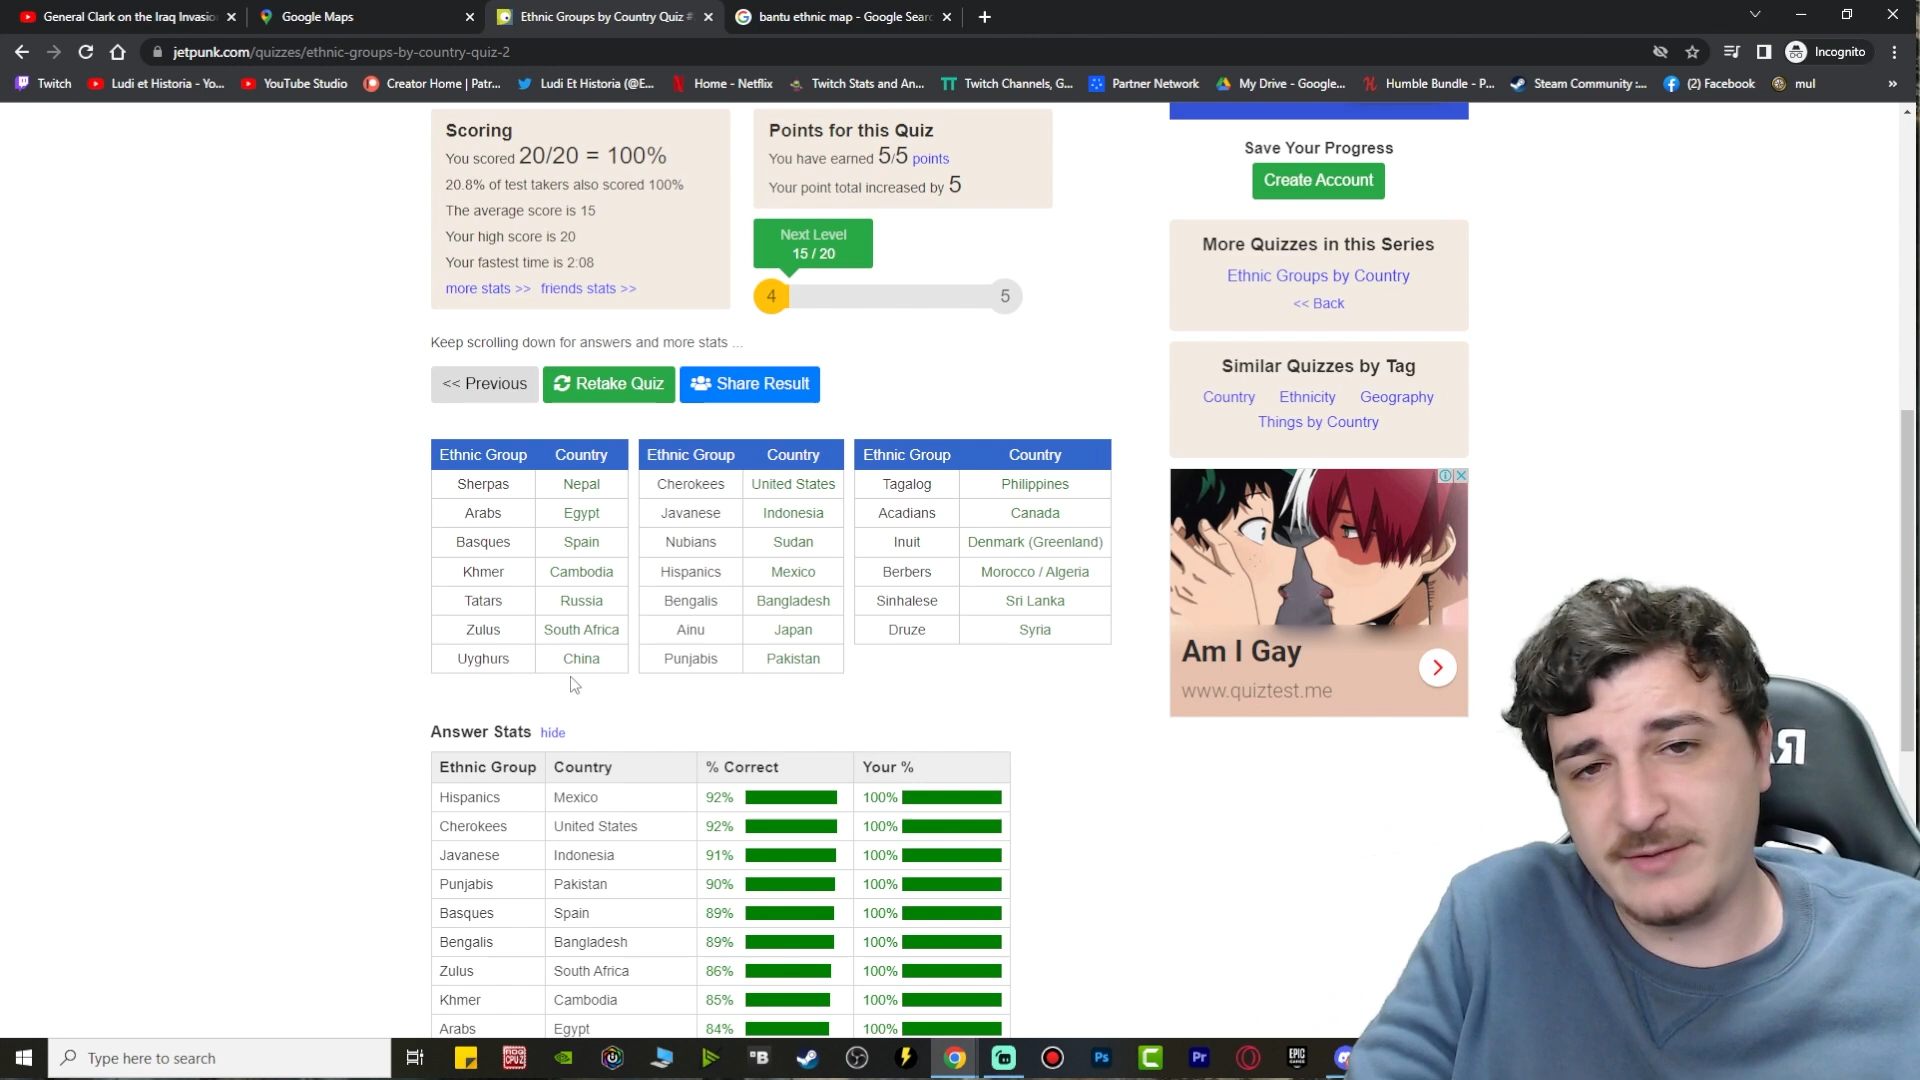 General Clark on the Iraq Invasio
Google Maps
Ethnic Groups by Country Quiz #
bantu ethnic map - Google Searc
jetpunk.com/quizzes/ethnic-groups-by-country-quiz-2
Incognito
Twitch
Ludi et Historia - Yo...
YouTube Studio
Creator Home | Patr...
Ludi Et Historia (@E...
Home - Netflix
Twitch Stats and An...
Twitch Channels, G...
Partner Network
My Drive - Google...
Humble Bundle - P...
Steam Community :...
(2) Facebook
mul
Scoring
You scored 20/20 = 100%
20.8% of test takers also scored 100%
The average score is 15
Your high score is 20
Your fastest time is 2:08
more stats >> friends stats >>
Points for this Quiz
You have earned 5/5 points
Your point total increased by 5
Next Level
15 / 20
4
5
Keep scrolling down for answers and more stats ...
<< Previous
Retake Quiz
Share Result
Ethnic Group Country
Sherpas Nepal
Arabs Egypt
Basques Spain
Khmer Cambodia
Tatars Russia
Zulus South Africa
Uyghurs China
Ethnic Group Country
Cherokees United States
Javanese Indonesia
Nubians Sudan
Hispanics Mexico
Bengalis Bangladesh
Ainu Japan
Punjabis Pakistan
Ethnic Group Country
Tagalog Philippines
Acadians Canada
Inuit Denmark (Greenland)
Berbers Morocco / Algeria
Sinhalese Sri Lanka
Druze Syria
Answer Stats hide
Ethnic Group Country % Correct Your %
Hispanics Mexico 92% 100%
Cherokees United States 92% 100%
Javanese Indonesia 91% 100%
Punjabis Pakistan 90% 100%
Basques Spain 89% 100%
Bengalis Bangladesh 89% 100%
Zulus South Africa 86% 100%
Khmer Cambodia 85% 100%
Arabs Egypt 84% 100%
Save Your Progress
Create Account
More Quizzes in this Series
Ethnic Groups by Country
<< Back
Similar Quizzes by Tag
Country Ethnicity Geography
Things by Country
Am I Gay
www.quiztest.me
Type here to search